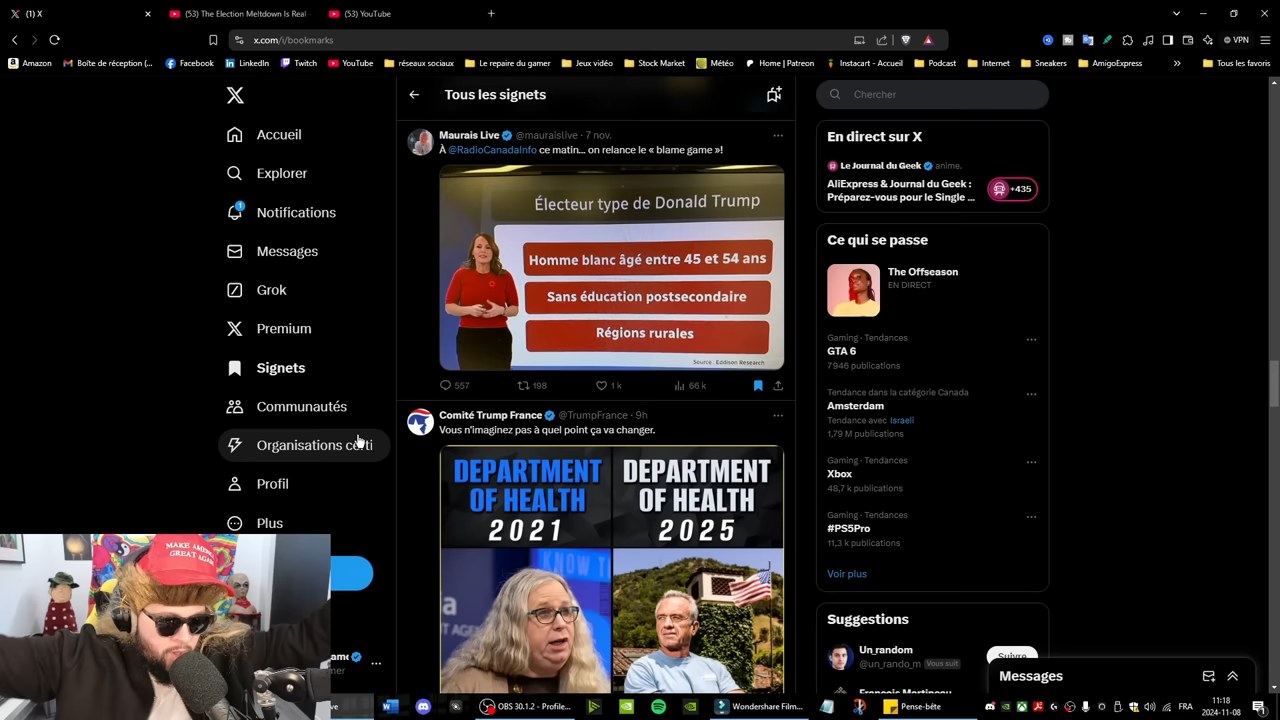 (1) X
(53) The Election Meltdown Is Real
(53) YouTube
x.com/i/bookmarks
VPN
Amazon
Boîte de réception (...
Facebook
LinkedIn
Twitch
YouTube
réseaux sociaux
Le repaire du gamer
Jeux vidéo
Stock Market
Météo
Home | Patreon
Instacart - Accueil
Podcast
Internet
Sneakers
AmigoExpress
Tous les favoris
Accueil
Explorer
1
Notifications
Messages
Grok
Premium
Signets
Communautés
Organisations certi
Profil
Plus
Tous les signets
Maurais Live @mauraislive · 7 nov.
À @RadioCanadaInfo ce matin... on relance le « blame game »!
Électeur type de Donald Trump
Homme blanc âgé entre 45 et 54 ans
Sans éducation postsecondaire
Régions rurales
Source : Eddison Research
557
198
1 k
66 k
Comité Trump France @TrumpFrance · 9h
Vous n'imaginez pas à quel point ça va changer.
DEPARTMENT
OF HEALTH
2021
DEPARTMENT
OF HEALTH
2025
MAKE AMERICA
GREAT AGAIN
Chercher
En direct sur X
Le Journal du Geek anime.
AliExpress & Journal du Geek :
Préparez-vous pour le Single ...
+435
Ce qui se passe
The Offseason
EN DIRECT
Gaming · Tendances
GTA 6
7 946 publications
Tendance dans la catégorie Canada
Amsterdam
Tendance avec Israeli
1,79 M publications
Gaming · Tendances
Xbox
48,7 k publications
Gaming · Tendances
#PS5Pro
11,3 k publications
Voir plus
Suggestions
Un_random
@un_rando_m Vous suit
Suivre
François Martineau
Messages
OBS 30.1.2 - Profile...
Wondershare Film...
Pense-bête
FRA
11:18
2024-11-08